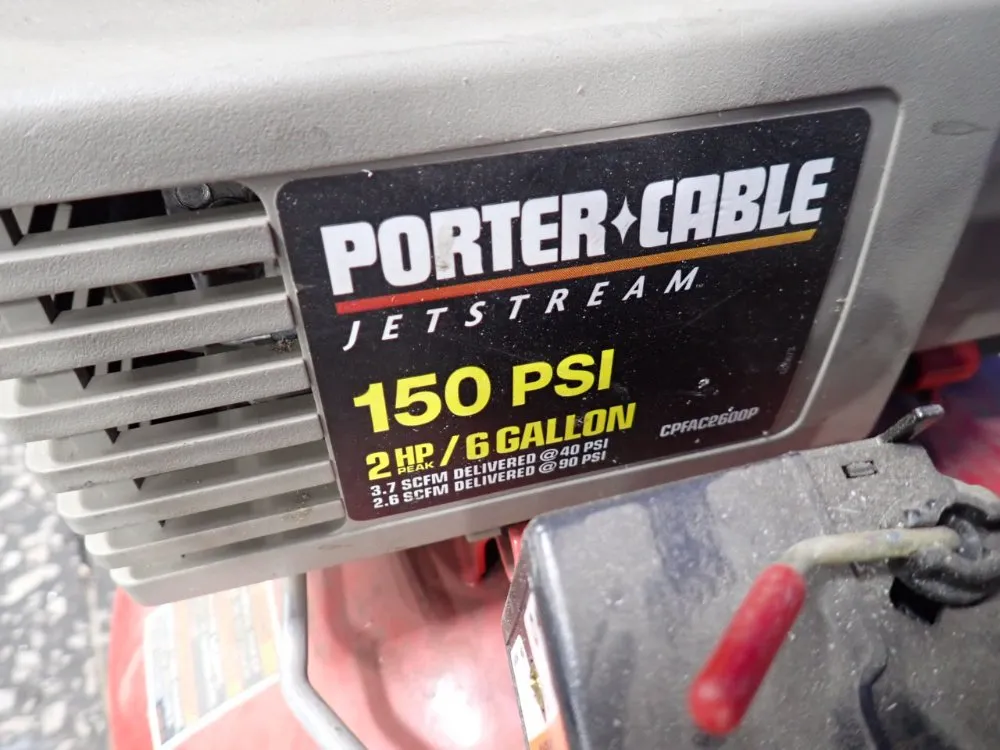 PORTER✦CABLE
JETSTREAM™
150 PSI
2 HP PEAK / 6 GALLON
3.7 SCFM DELIVERED @ 40 PSI
2.6 SCFM DELIVERED @ 90 PSI
CPFAC2600P